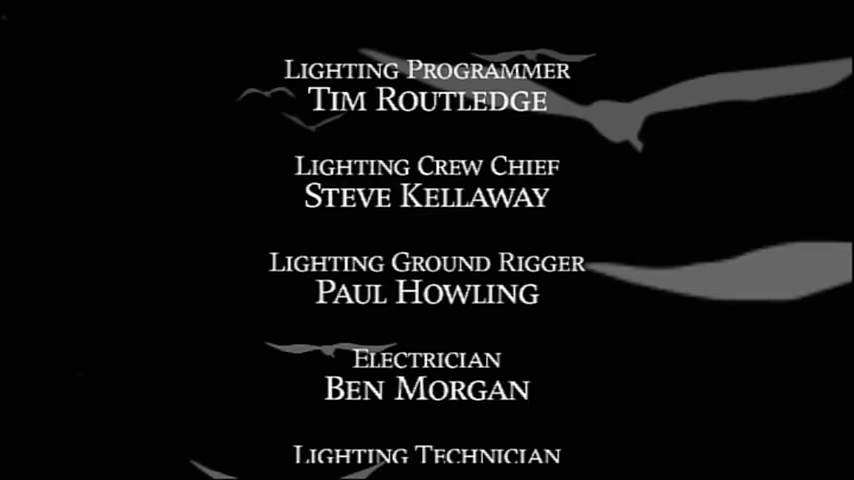 Lighting Programmer
Tim Routledge
Lighting Crew Chief
Steve Kellaway
Lighting Ground Rigger
Paul Howling
Electrician
Ben Morgan
Lighting Technician